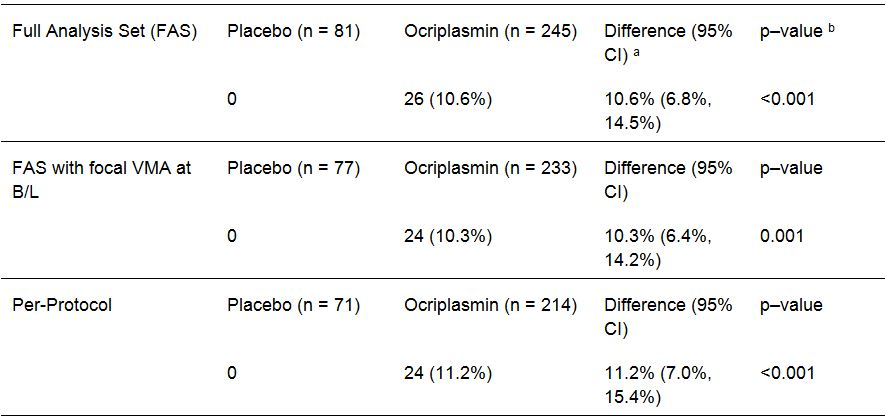 Full Analysis Set (FAS) Placebo (n = 81) Ocriplasmin (n = 245) Difference (95% p–value b
CI) a
0 26 (10.6%) 10.6% (6.8%, <0.001
14.5%)
FAS with focal VMA at Placebo (n = 77) Ocriplasmin (n = 233) Difference (95% p–value
B/L CI)
0 24 (10.3%) 10.3% (6.4%, 0.001
14.2%)
Per-Protocol Placebo (n = 71) Ocriplasmin (n = 214) Difference (95% p–value
CI)
0 24 (11.2%) 11.2% (7.0%, <0.001
15.4%)